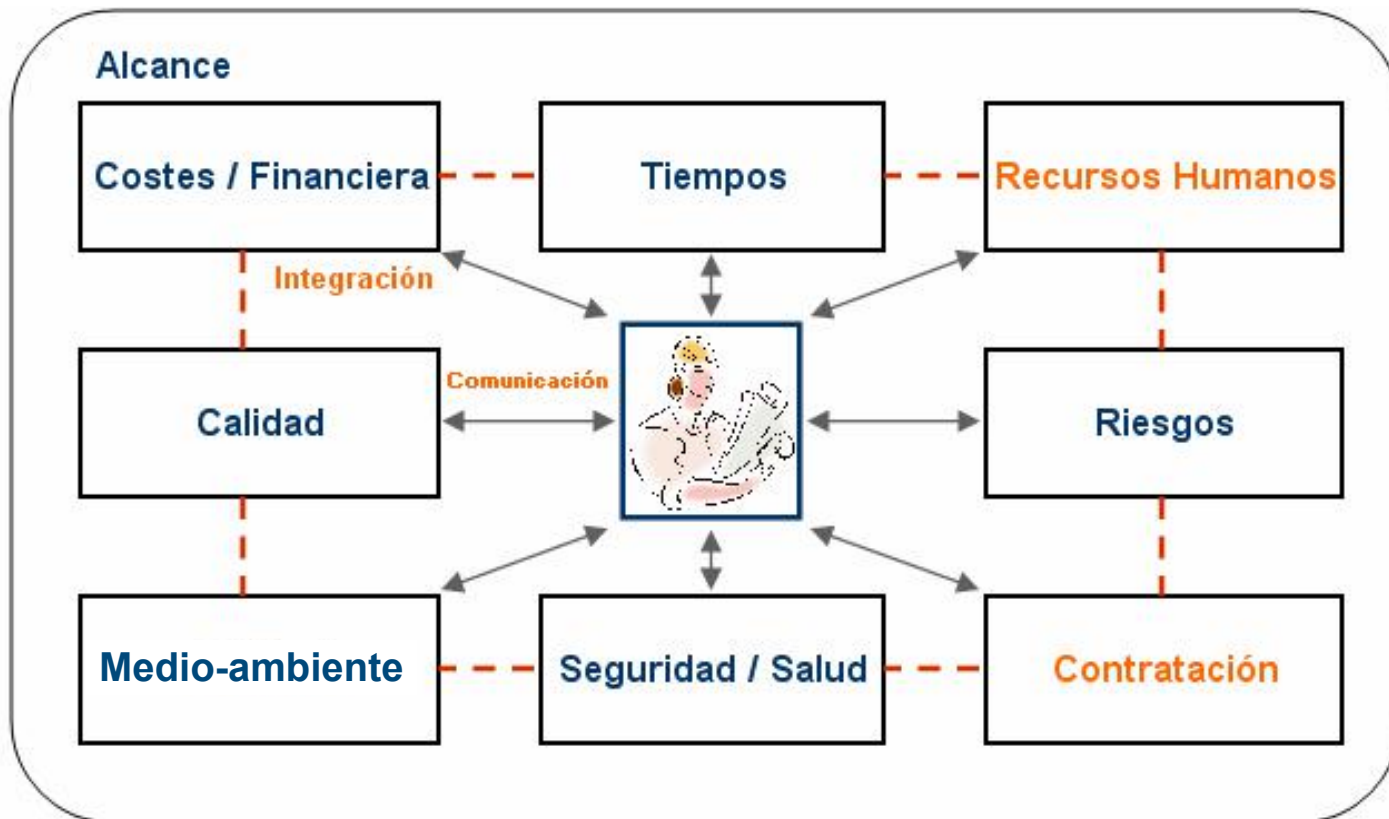 Alcance
Costes / Financiera
Tiempos
Recursos Humanos
Integración
Comunicación
Calidad
Riesgos
Medio-ambiente
Seguridad / Salud
Contratación